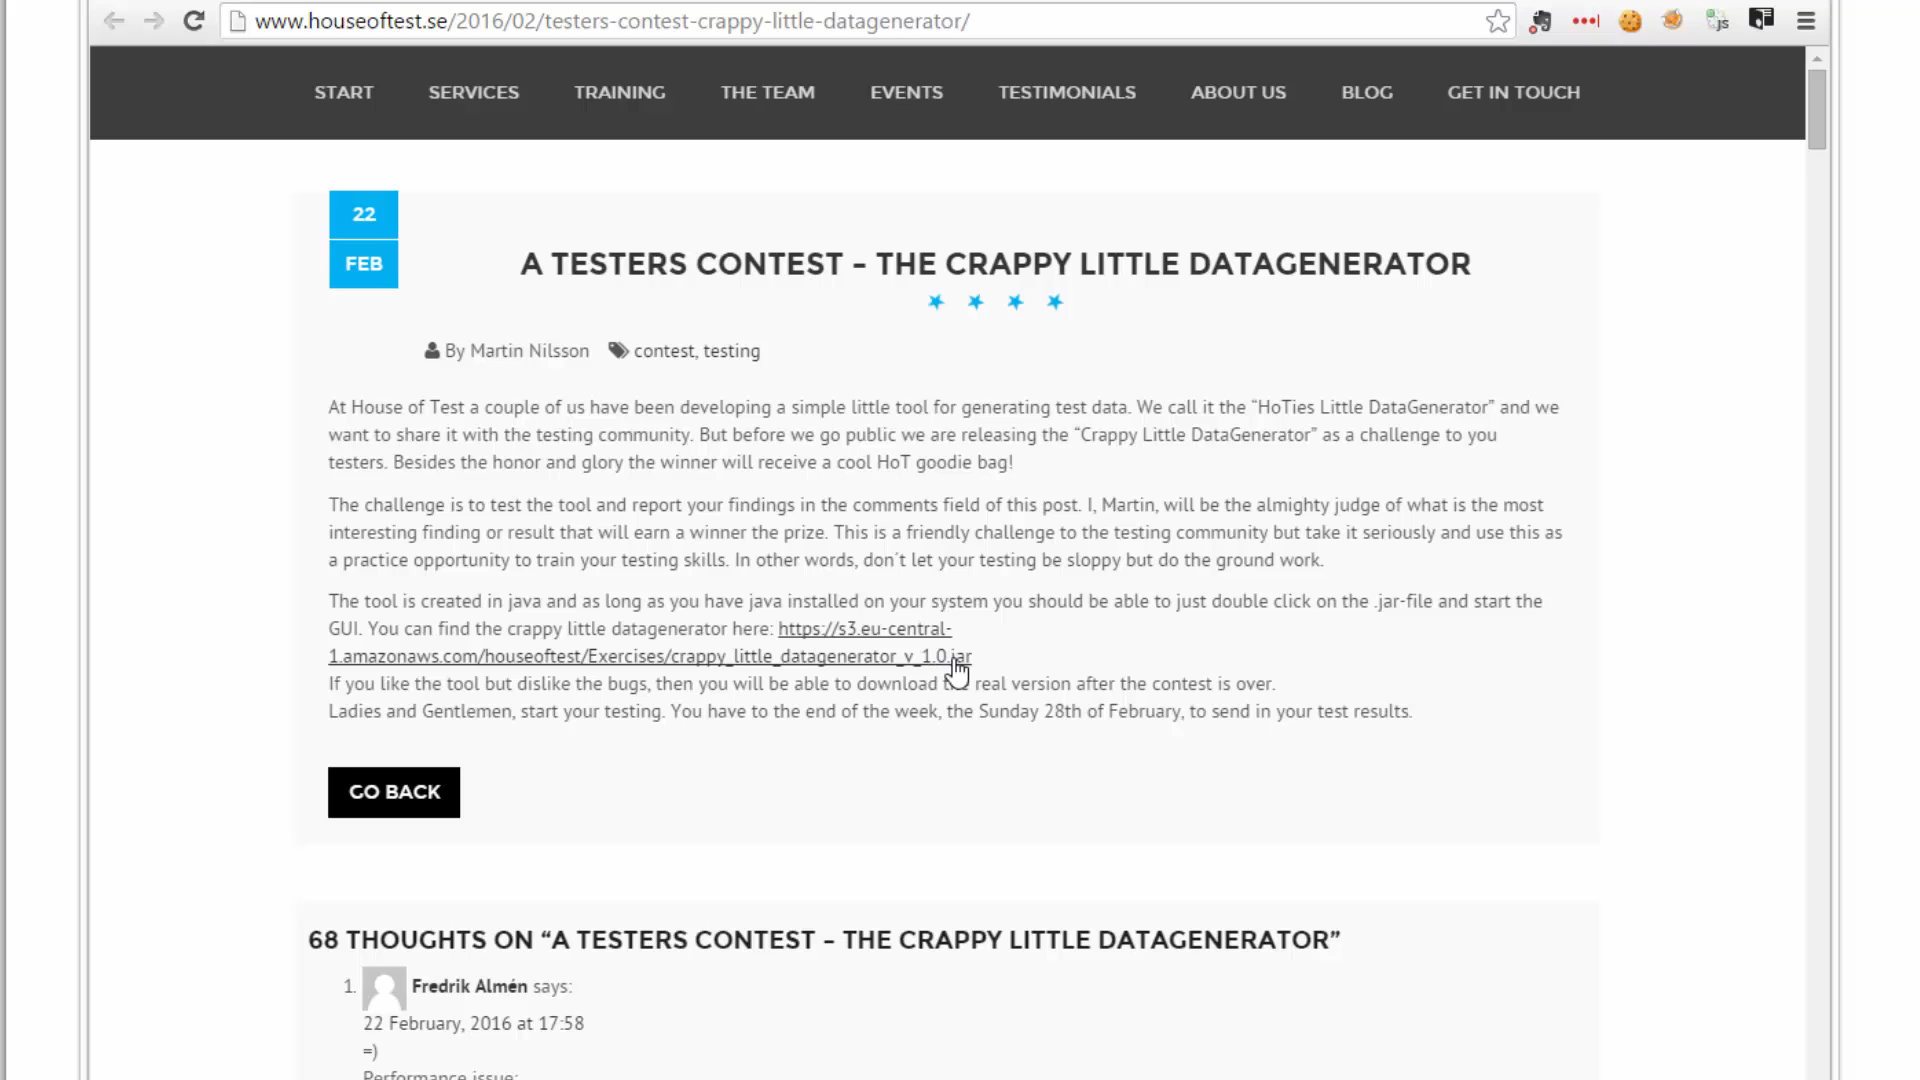 www.houseoftest.se/2016/02/testers-contest-crappy-little-datagenerator/
START SERVICES TRAINING THE TEAM EVENTS TESTIMONIALS ABOUT US BLOG GET IN TOUCH
22
FEB
A TESTERS CONTEST – THE CRAPPY LITTLE DATAGENERATOR
By Martin Nilsson contest, testing
At House of Test a couple of us have been developing a simple little tool for generating test data. We call it the “HoTies Little DataGenerator” and we
want to share it with the testing community. But before we go public we are releasing the “Crappy Little DataGenerator” as a challenge to you
testers. Besides the honor and glory the winner will receive a cool HoT goodie bag!
The challenge is to test the tool and report your findings in the comments field of this post. I, Martin, will be the almighty judge of what is the most
interesting finding or result that will earn a winner the prize. This is a friendly challenge to the testing community but take it seriously and use this as
a practice opportunity to train your testing skills. In other words, don´t let your testing be sloppy but do the ground work.
The tool is created in java and as long as you have java installed on your system you should be able to just double click on the .jar-file and start the
GUI. You can find the crappy little datagenerator here: https://s3.eu-central-
1.amazonaws.com/houseoftest/Exercises/crappy_little_datagenerator_v_1.0.jar
If you like the tool but dislike the bugs, then you will be able to download the real version after the contest is over.
Ladies and Gentlemen, start your testing. You have to the end of the week, the Sunday 28th of February, to send in your test results.
GO BACK
68 THOUGHTS ON “A TESTERS CONTEST – THE CRAPPY LITTLE DATAGENERATOR”
1. Fredrik Almén says:
22 February, 2016 at 17:58
=)
Performance issue: